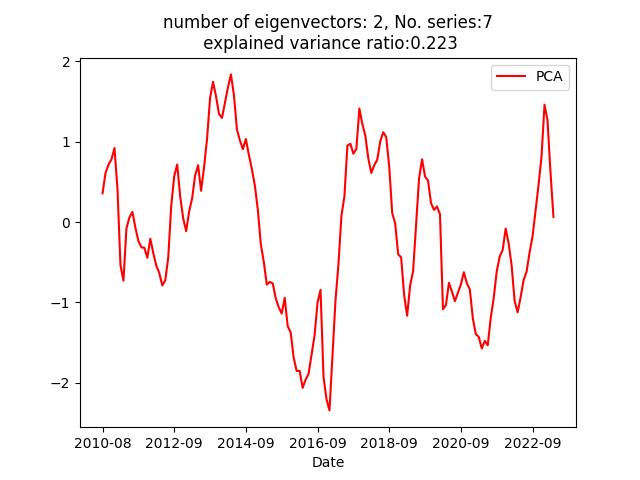 number of eigenvectors: 2, No. series:7
explained variance ratio:0.223
PCA
2
1
0
−1
−2
2010-08 2012-09 2014-09 2016-09 2018-09 2020-09 2022-09
Date